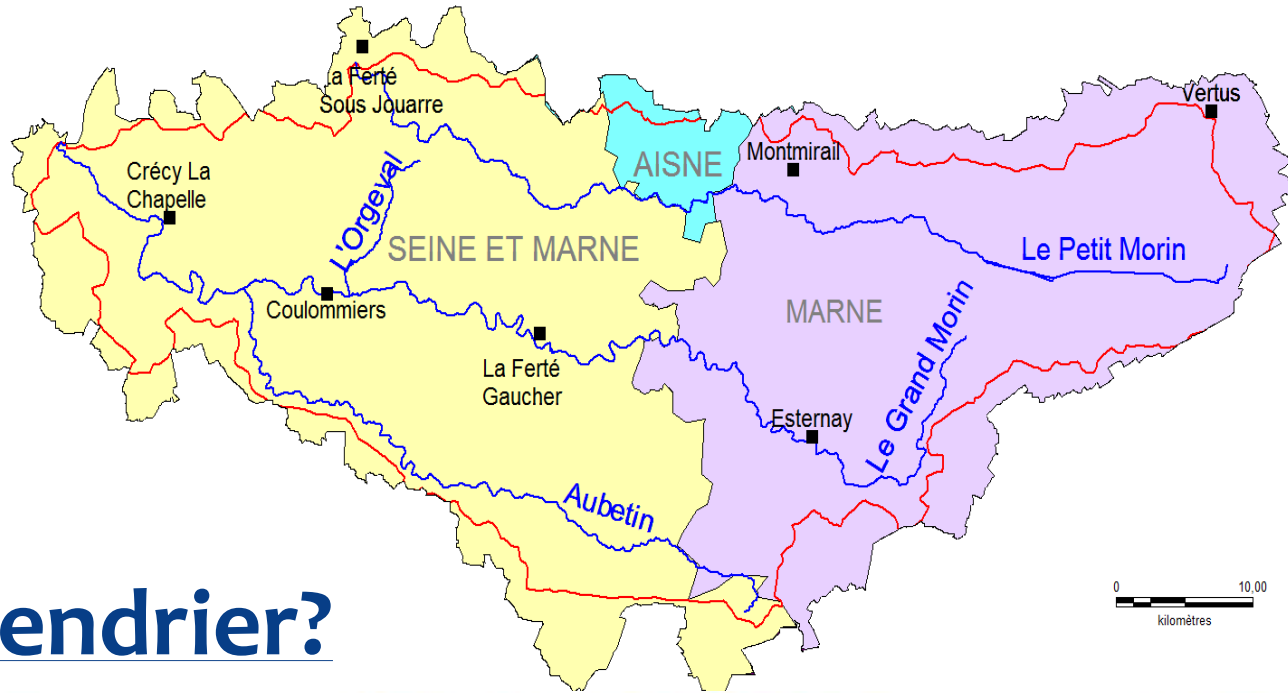 Vertus
a Ferté
Sous Jouarre
AISNE
Montmirail
Crécy La
Chapelle
L'Orgeval
SEINE ET MARNE
Le Petit Morin
Coulommiers
MARNE
Le Grand Morin
La Ferté
Gaucher
Esternay
Aubetin
endrier?
0 10,00
kilomètres